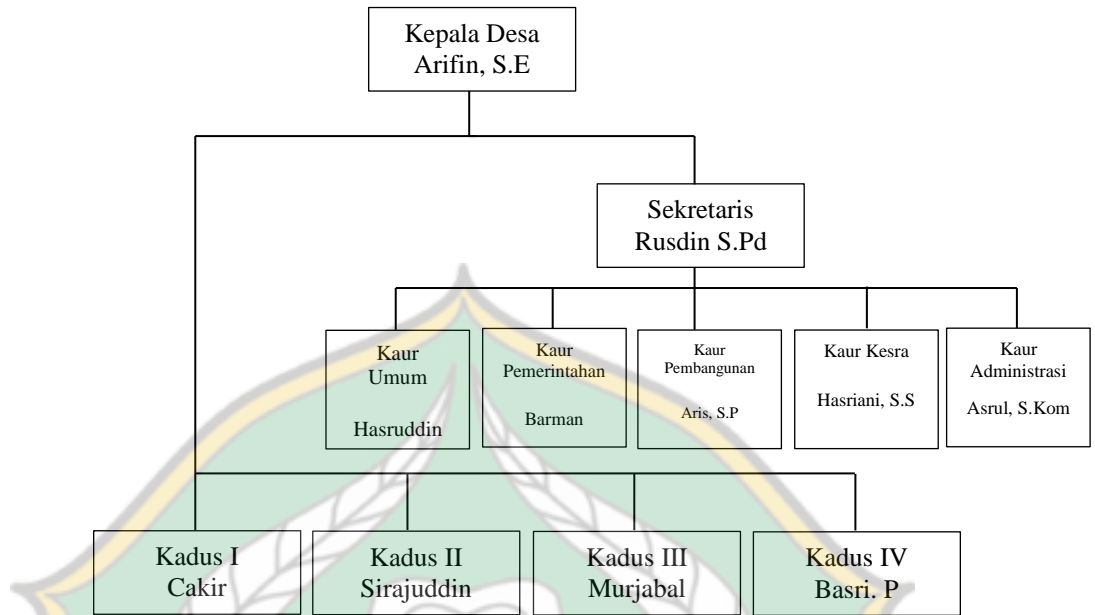 Kepala Desa
Arifin, S.E
Sekretaris
Rusdin S.Pd
Kaur
Umum
Hasruddin
Kaur
Pemerintahan
Barman
Kaur
Pembangunan
Aris, S.P
Kaur Kesra
Hasriani, S.S
Kaur
Administrasi
Asrul, S.Kom
Kadus I
Cakir
Kadus II
Sirajuddin
Kadus III
Murjabal
Kadus IV
Basri. P